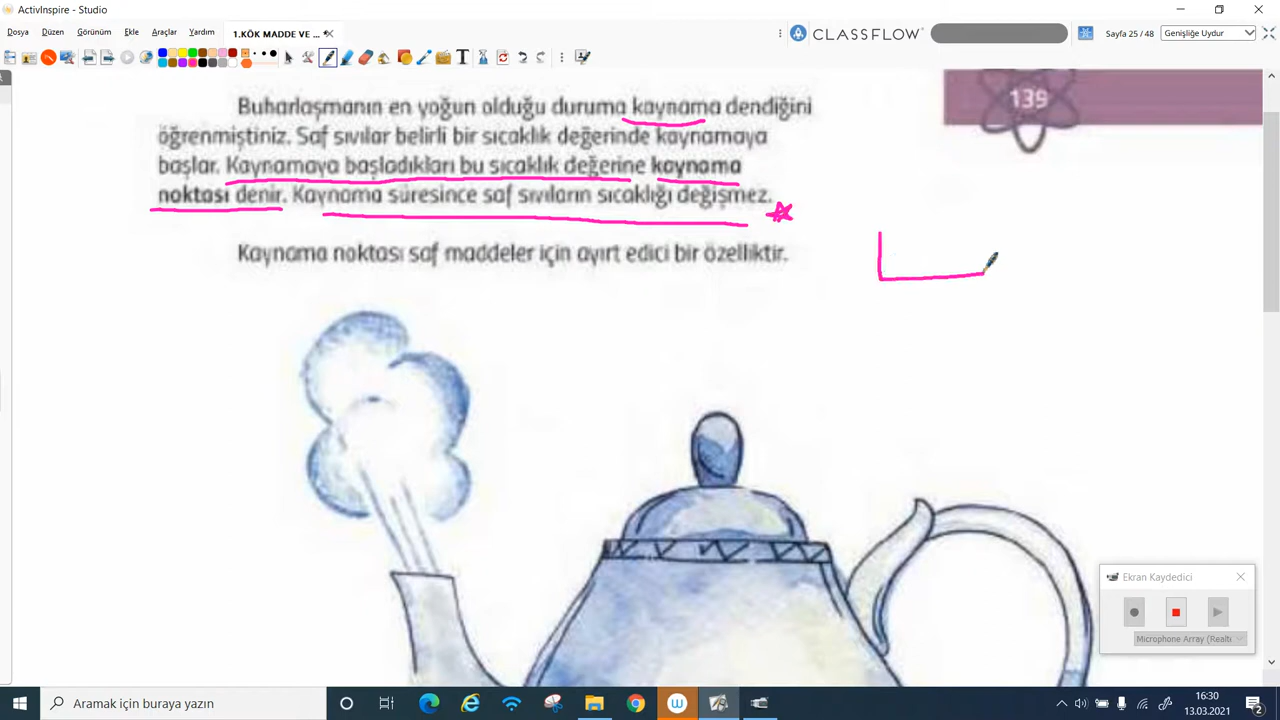 ActivInspire - Studio
Dosya Düzen Görünüm Ekle Araçlar Yardım
1.KÖK MADDE VE ...
CLASSFLOW
Sayfa 25 / 48
Genişliğe Uydur
139
Buharlaşmanın en yoğun olduğu duruma kaynama dendiğini
öğrenmiştiniz. Saf sıvılar belirli bir sıcaklık değerinde kaynamaya
başlar. Kaynamaya başladıkları bu sıcaklık değerine kaynama
noktası denir. Kaynama süresince saf sıvıların sıcaklığı değişmez.
Kaynama noktası saf maddeler için ayırt edici bir özelliktir.
Ekran Kaydedici
Microphone Array (Realt
Aramak için buraya yazın
16:30
13.03.2021
2